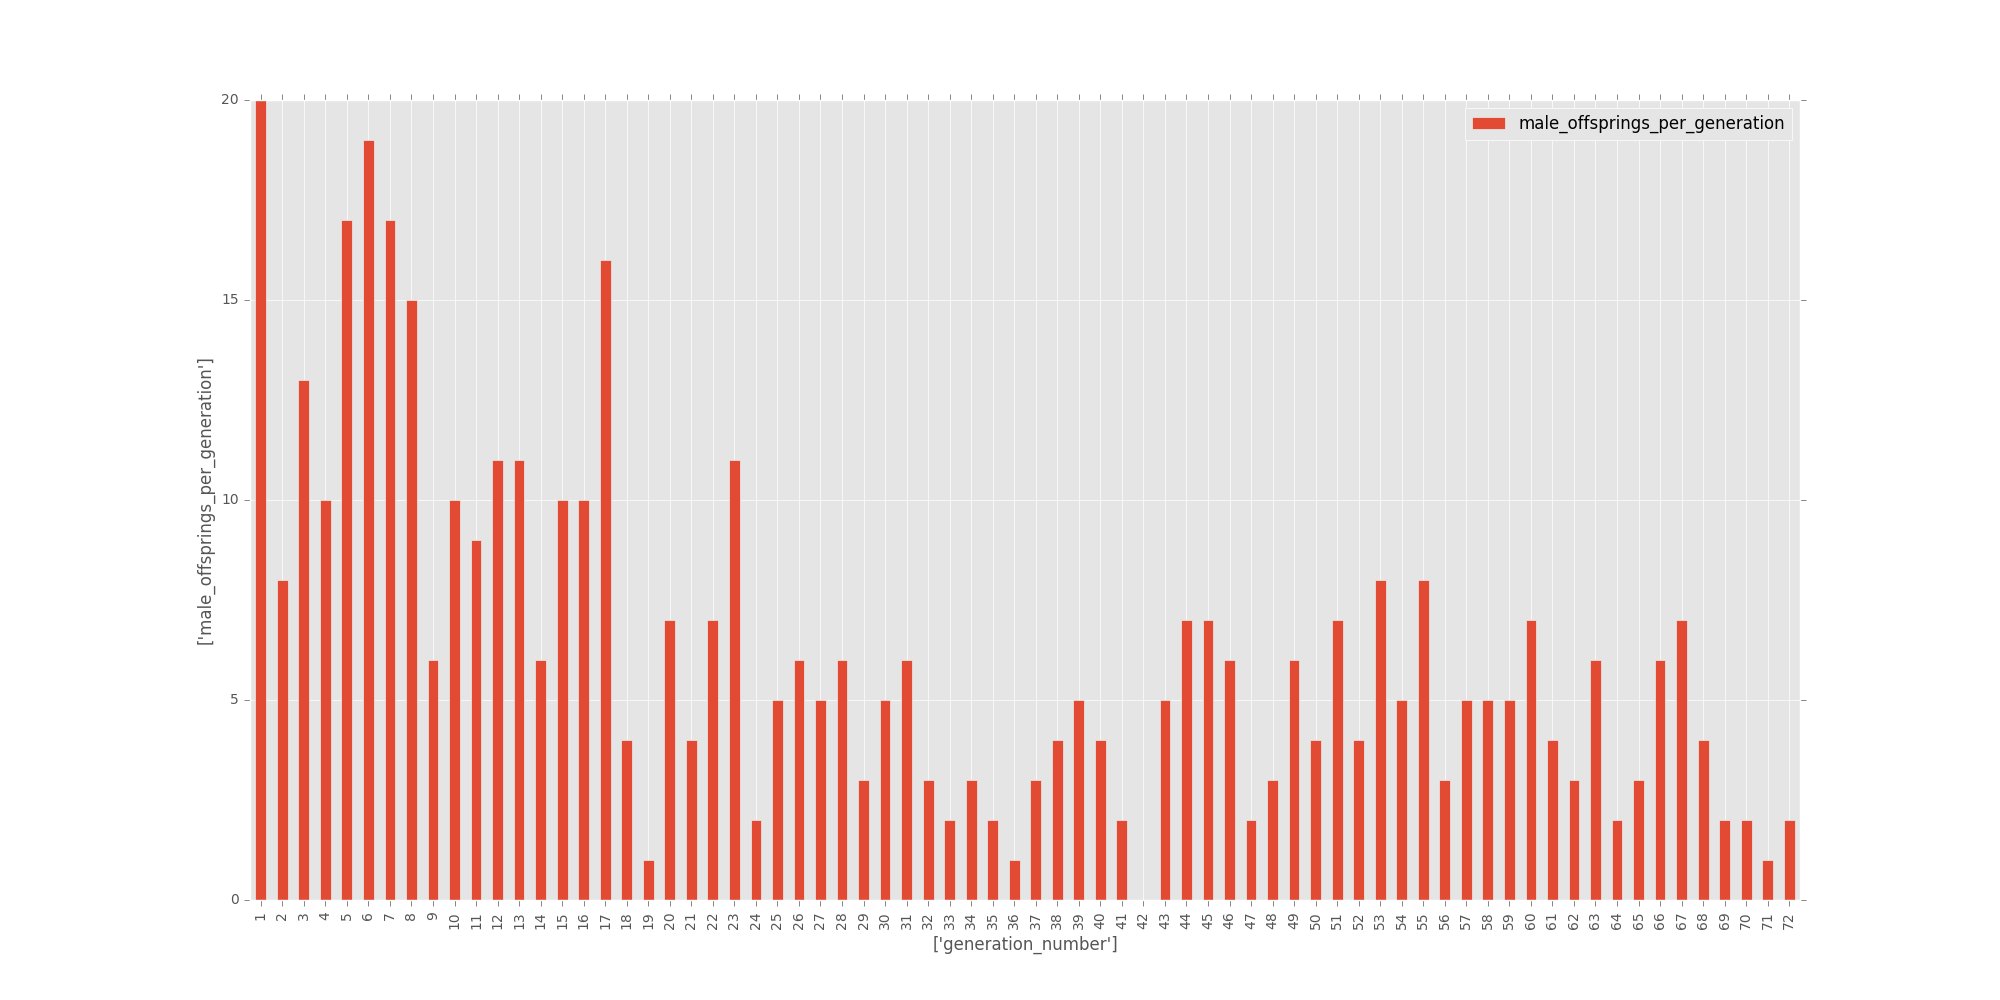 male_offsprings_per_generation
['male_offsprings_per_generation']
20
15
10
5
0
1 2 3 4 5 6 7 8 9 10 11 12 13 14 15 16 17 18 19 20 21 22 23 24 25 26 27 28 29 30 31 32 33 34 35 36 37 38 39 40 41 42 43 44 45 46 47 48 49 50 51 52 53 54 55 56 57 58 59 60 61 62 63 64 65 66 67 68 69 70 71 72
['generation_number']